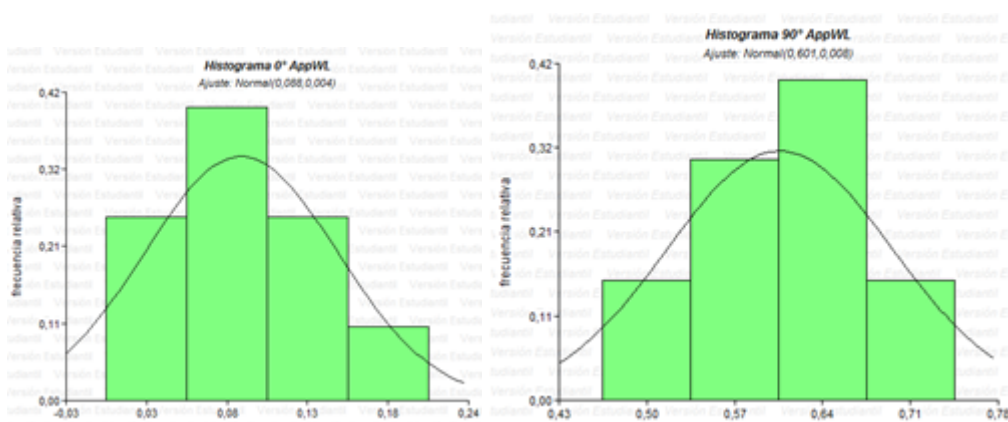 Histograma 0° AppWL
Ajuste: Normal(0,088,0,004)
0,42
0,32
0,21
0,11
0,00
frecuencia relativa
-0,03 0,03 0,08 0,13 0,18 0,24
Histograma 90° AppWL
Ajuste: Normal(0,601,0,008)
0,42
0,32
0,21
0,11
0,00
frecuencia relativa
0,43 0,50 0,57 0,64 0,71 0,78
Versión Estudiantil